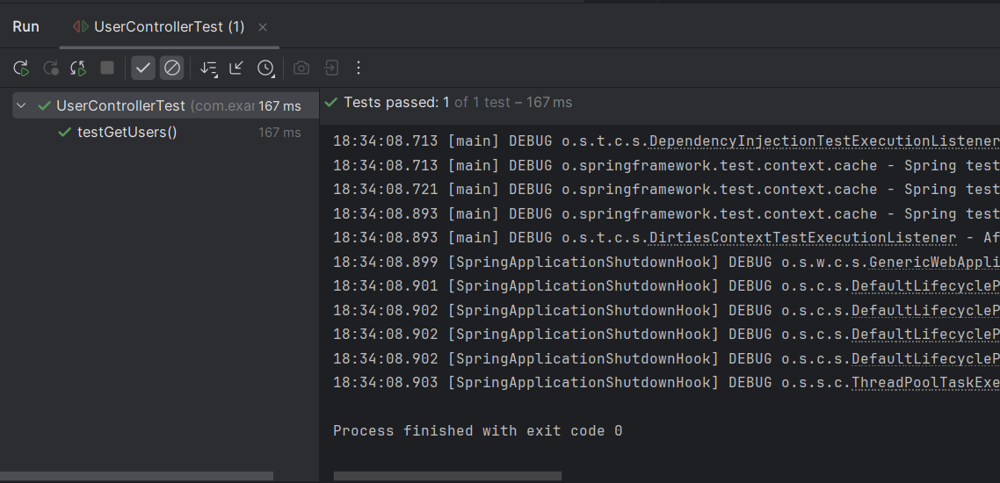 Run UserControllerTest (1)
UserControllerTest (com.exar 167 ms
testGetUsers() 167 ms
Tests passed: 1 of 1 test – 167 ms
18:34:08.713 [main] DEBUG o.s.t.c.s.DependencyInjectionTestExecutionListener
18:34:08.713 [main] DEBUG o.springframework.test.context.cache - Spring test
18:34:08.721 [main] DEBUG o.springframework.test.context.cache - Spring test
18:34:08.893 [main] DEBUG o.springframework.test.context.cache - Spring test
18:34:08.893 [main] DEBUG o.s.t.c.s.DirtiesContextTestExecutionListener - Af
18:34:08.899 [SpringApplicationShutdownHook] DEBUG o.s.w.c.s.GenericWebAppli
18:34:08.901 [SpringApplicationShutdownHook] DEBUG o.s.c.s.DefaultLifecycleP
18:34:08.902 [SpringApplicationShutdownHook] DEBUG o.s.c.s.DefaultLifecycleP
18:34:08.902 [SpringApplicationShutdownHook] DEBUG o.s.c.s.DefaultLifecycleP
18:34:08.902 [SpringApplicationShutdownHook] DEBUG o.s.c.s.DefaultLifecycleP
18:34:08.903 [SpringApplicationShutdownHook] DEBUG o.s.s.c.ThreadPoolTaskExe
Process finished with exit code 0